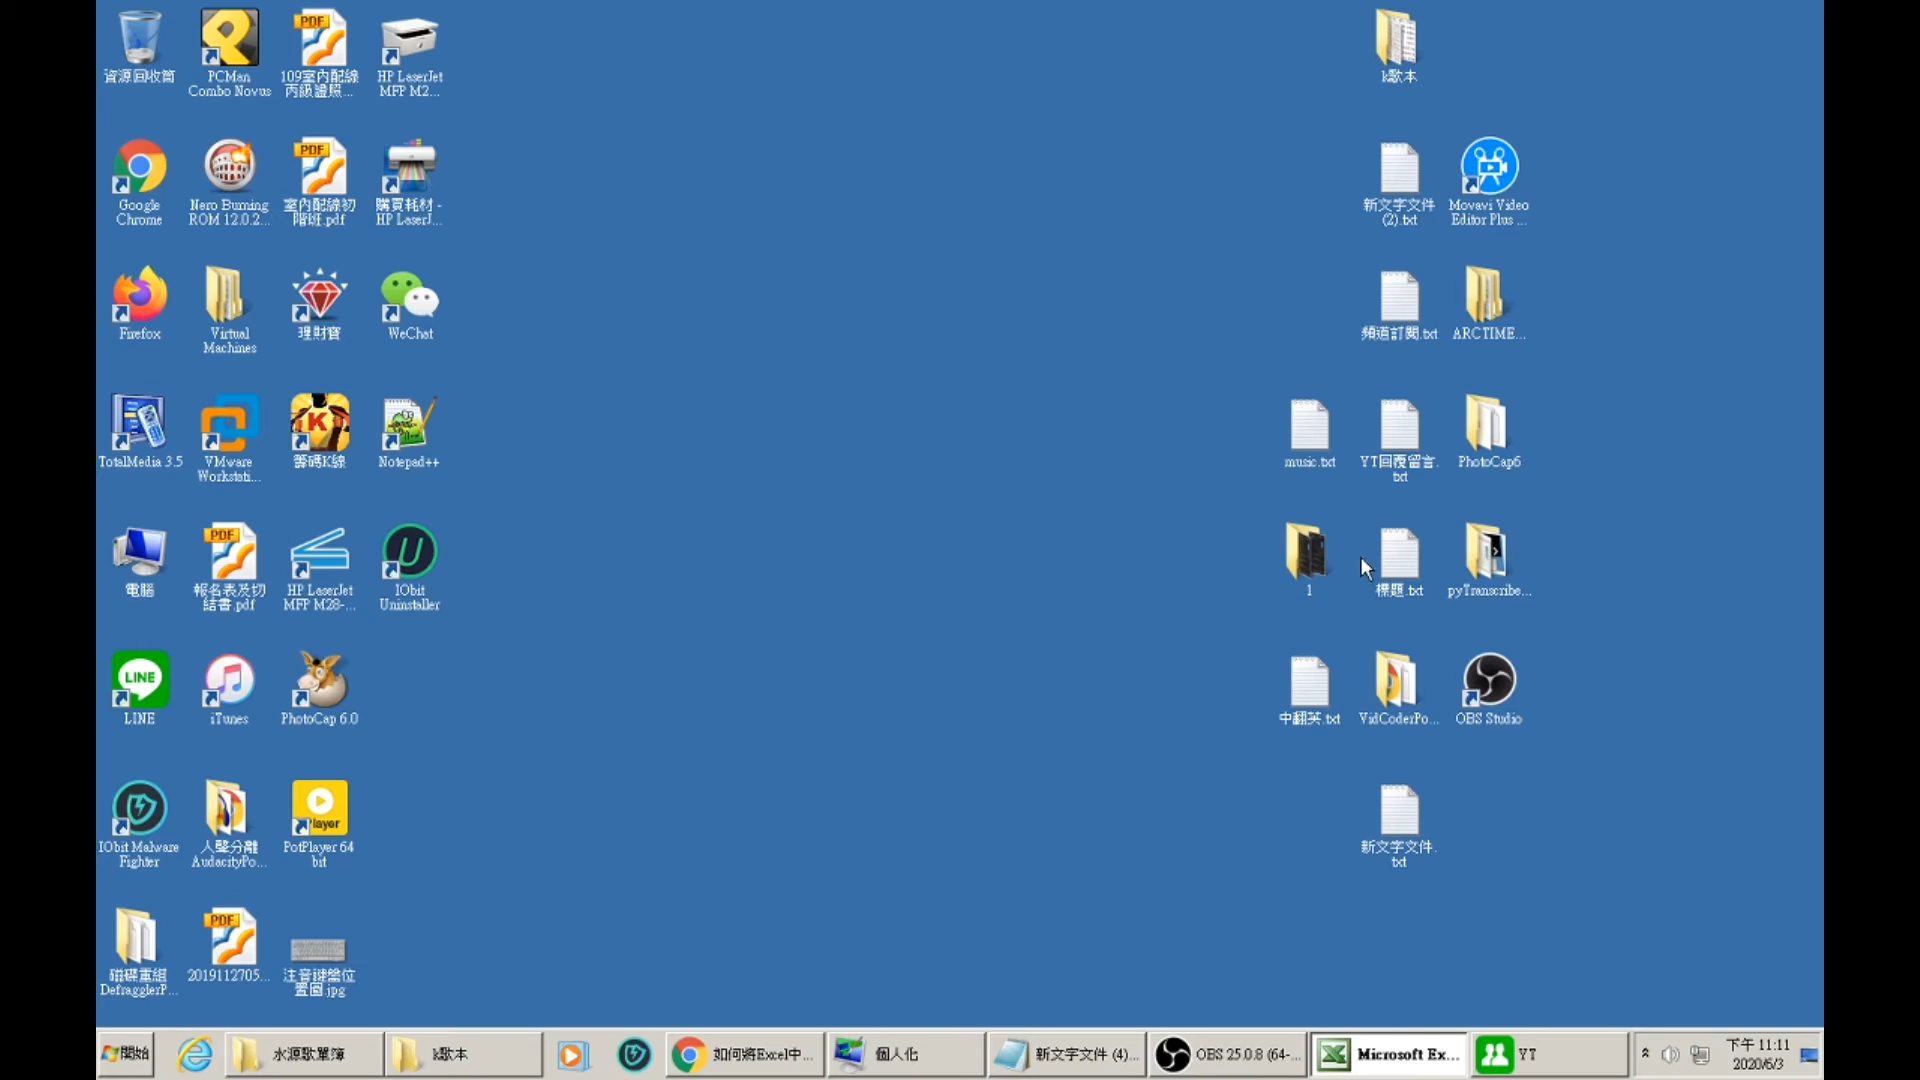 資源回收筒
PCMan
Combo Novus
109室內配線
丙級證照...
HP LaserJet
MFP M2...
k歌本
Google
Chrome
Nero Burning
ROM 12.0.2...
室內配線初
階班.pdf
購買耗材 -
HP LaserJ...
新文字文件
(2).txt
Movavi Video
Editor Plus ...
Firefox
Virtual
Machines
理財寶
WeChat
頻道訂閱.txt
ARCTIME...
TotalMedia 3.5
VMware
Workstati...
籌碼K線
Notepad++
music.txt
YT回覆留言.
txt
PhotoCap6
電腦
報名表及切
結書.pdf
HP LaserJet
MFP M28-...
IObit
Uninstaller
1
標題.txt
pyTranscribe...
LINE
LINE
iTunes
PhotoCap 6.0
中翻英.txt
VidCoderPo...
OBS Studio
IObit Malware
Fighter
人聲分離
AudacityPo...
Player
PotPlayer 64
bit
新文字文件.
txt
磁碟重組
DefragglerP...
2019112705...
注音鍵盤位
置圖.jpg
開始
水源歌單簿
k歌本
如何將Excel中...
個人化
新文字文件 (4)...
OBS 25.0.8 (64-...
Microsoft Ex...
YT
下午 11:11
2020/6/3